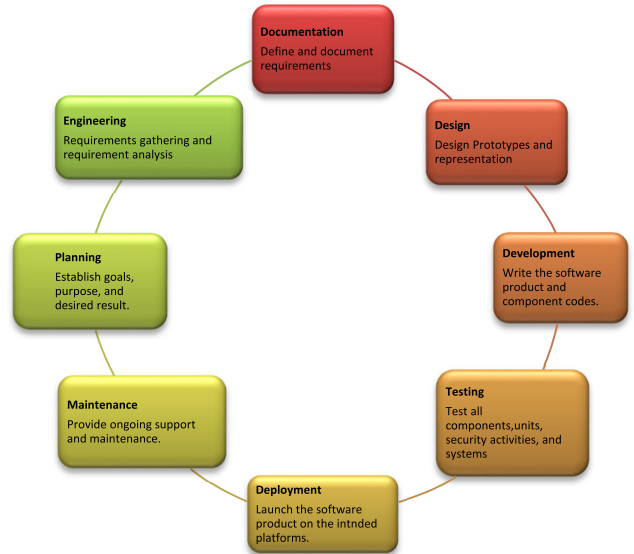 Documentation
Define and document
requirements
Design
Design Prototypes and
representation
Development
Write the software
product and
component codes.
Testing
Test all
components,units,
security activities, and
systems
Deployment
Launch the software
product on the intnded
platforms.
Maintenance
Provide ongoing support
and maintenance.
Planning
Establish goals,
purpose, and
desired result.
Engineering
Requirements gathering and
requirement analysis